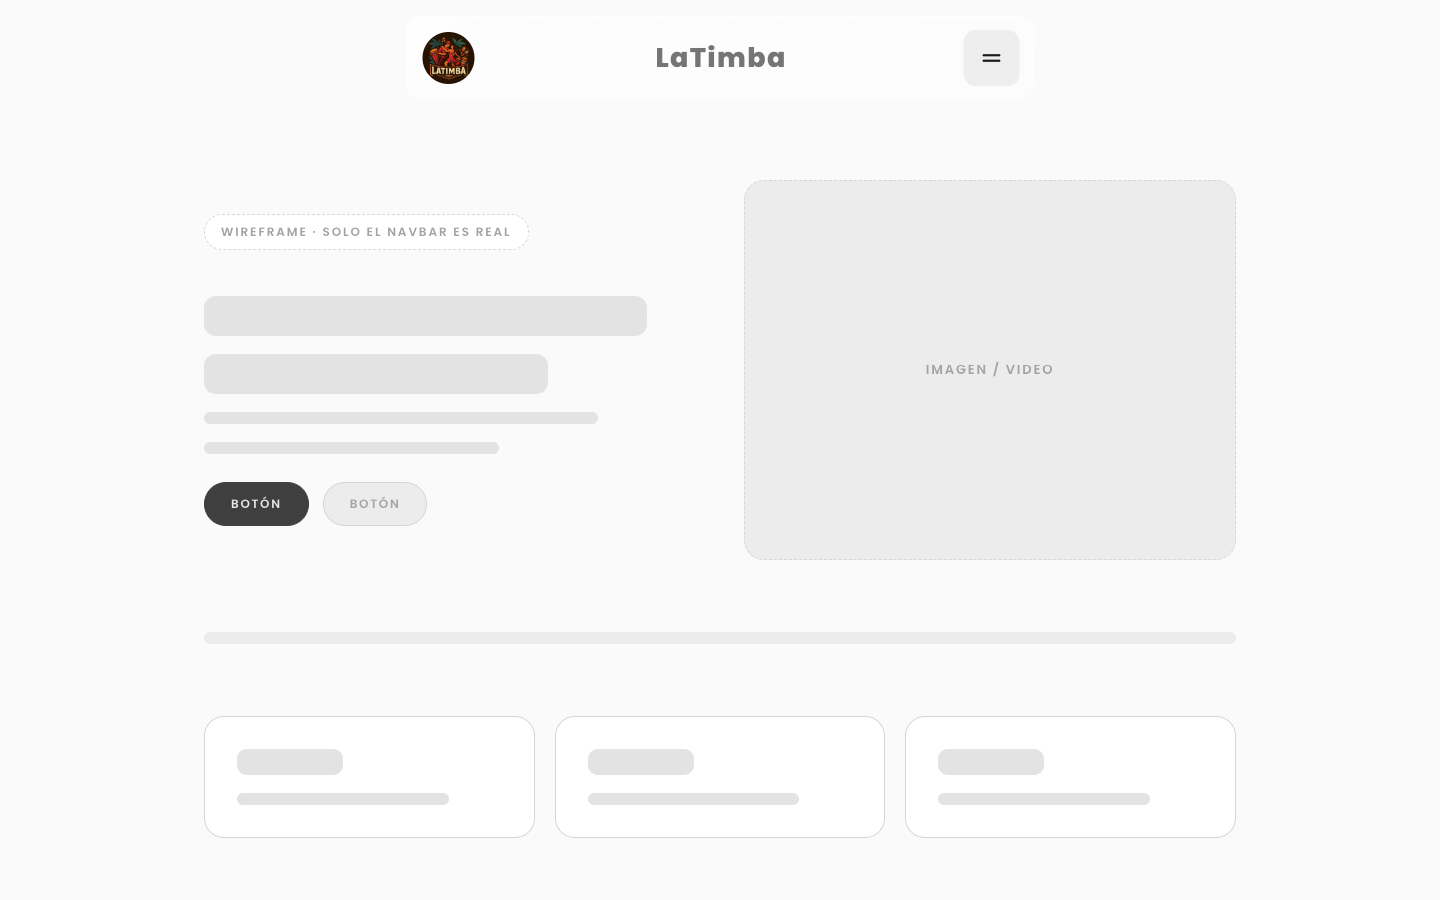 LATIMBA
LaTimba
WIREFRAME · SOLO EL NAVBAR ES REAL
IMAGEN / VIDEO
BOTÓN
BOTÓN